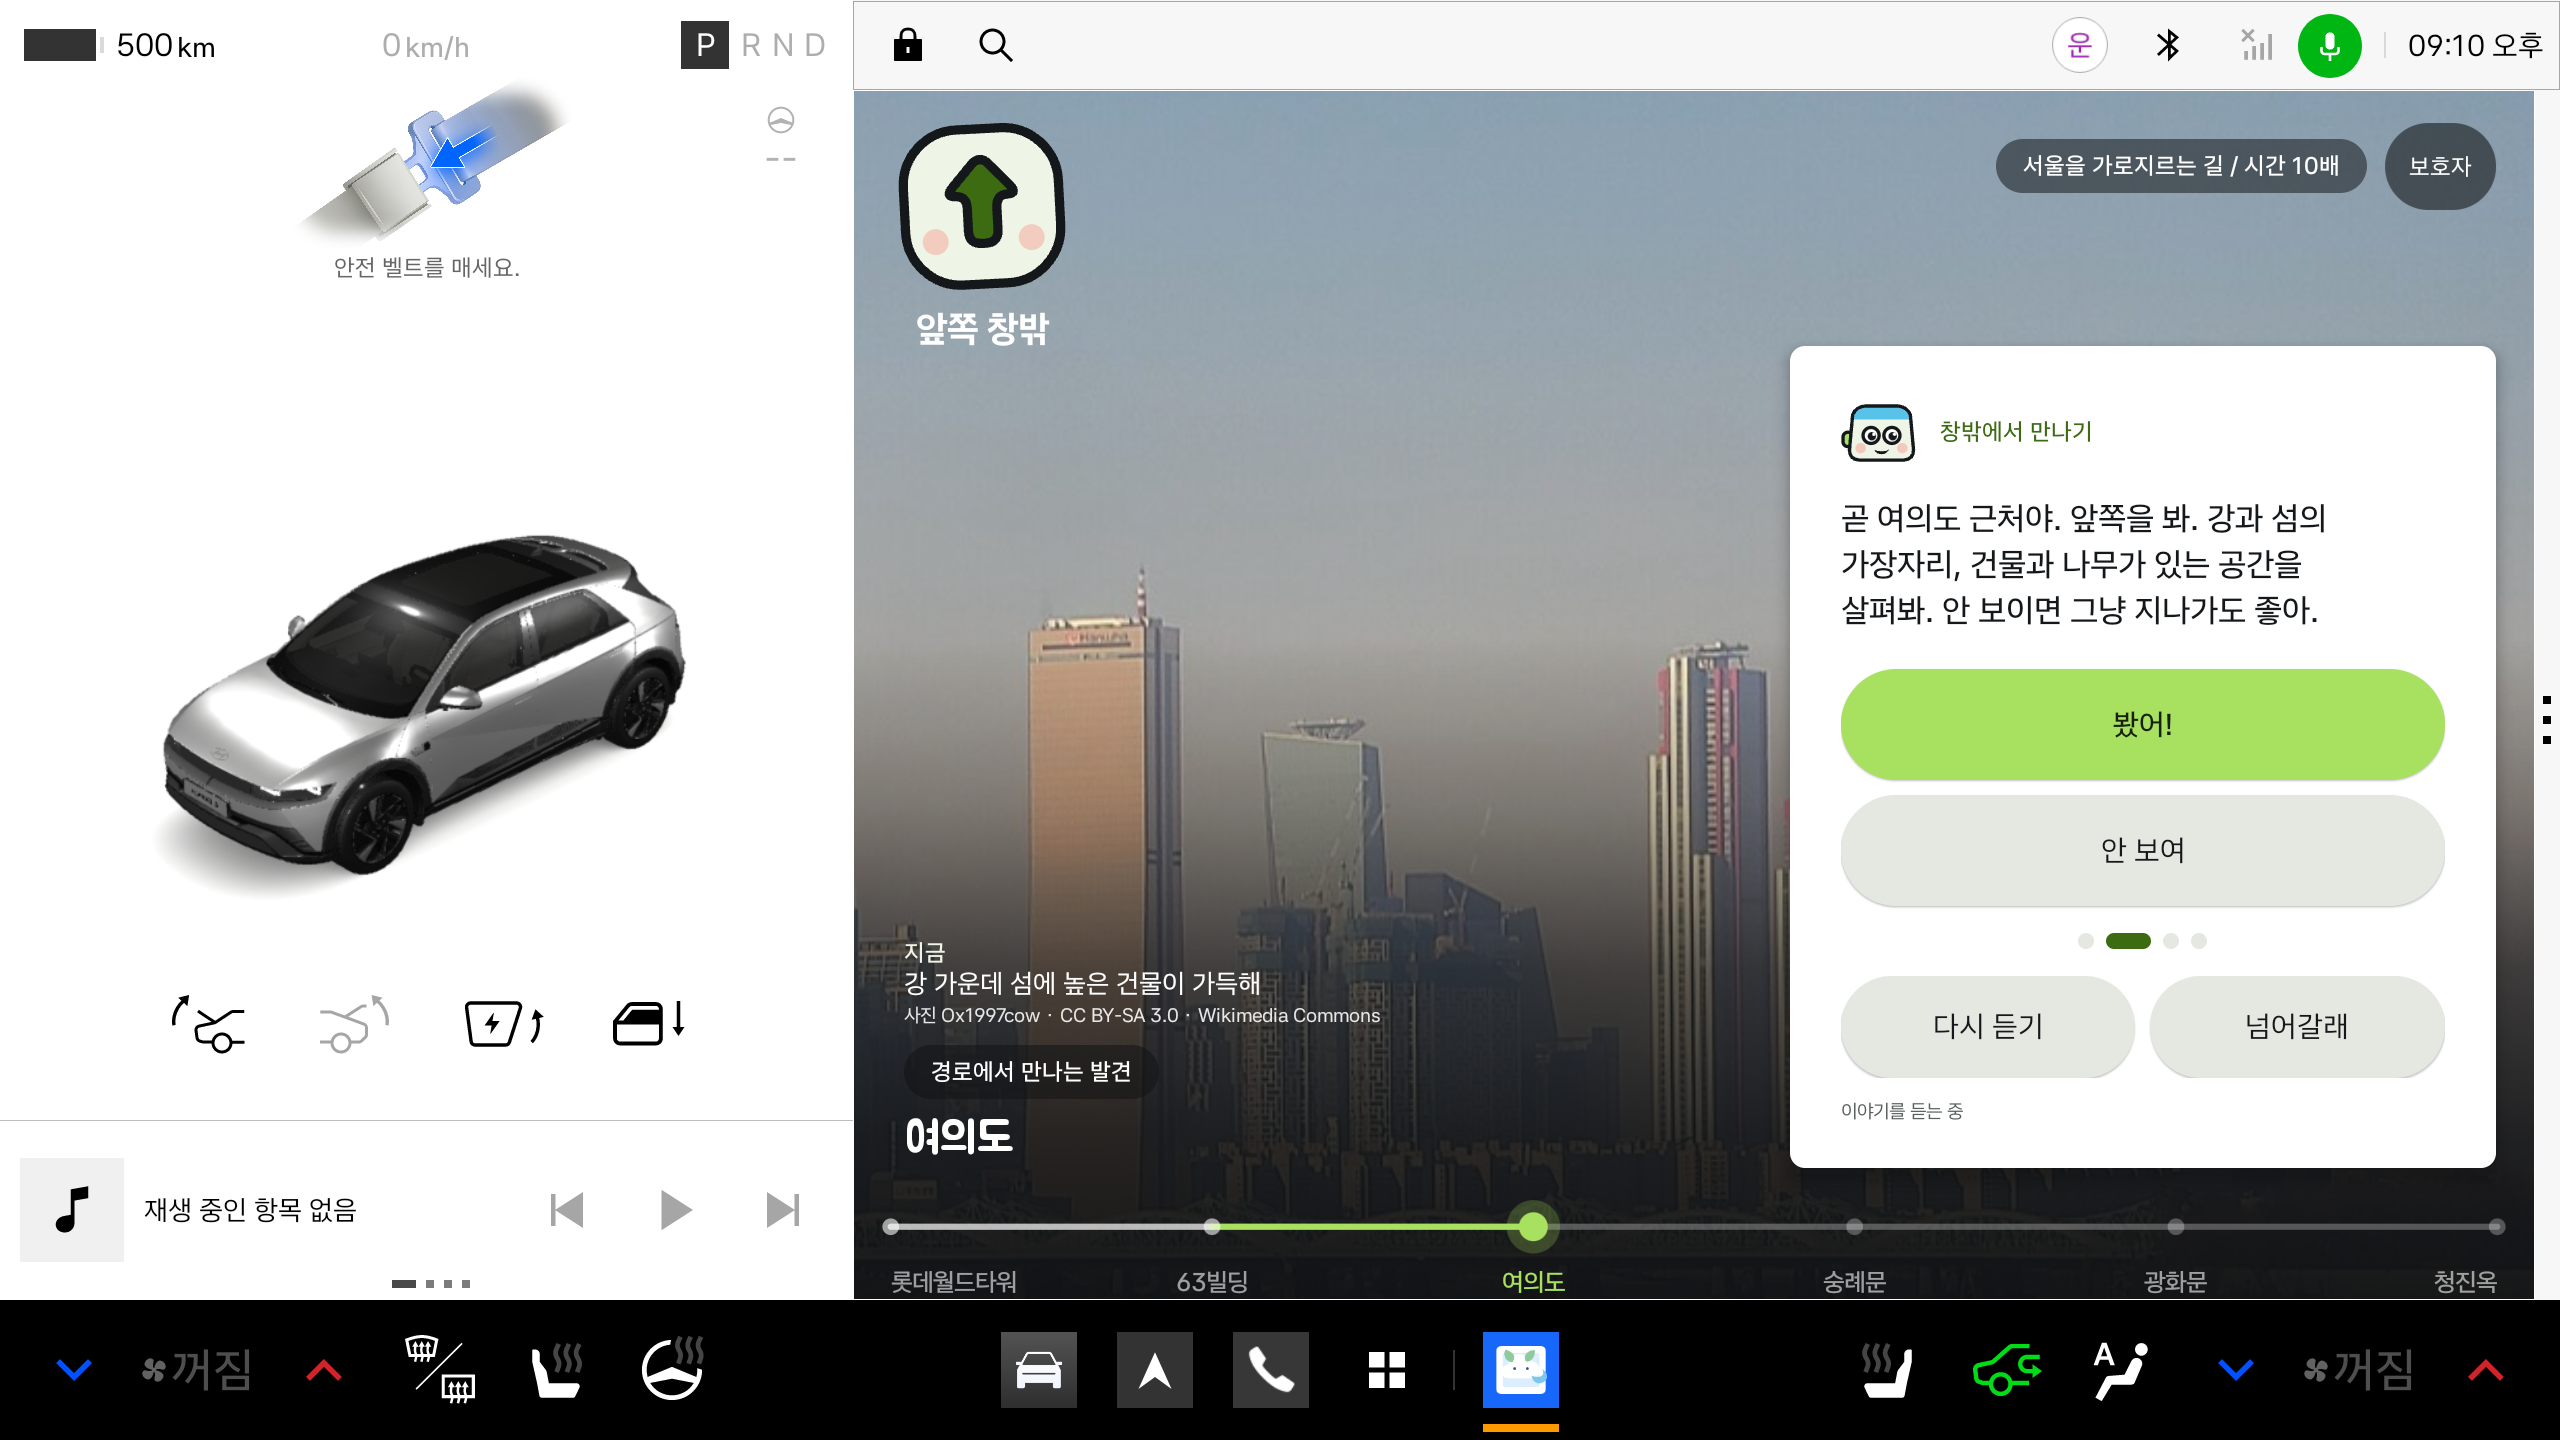 500 km
0 km/h
P R N D
안전 벨트를 매세요.
재생 중인 항목 없음
운
09:10 오후
앞쪽 창밖
서울을 가로지르는 길 / 시간 10배
보호자
창밖에서 만나기
곧 여의도 근처야. 앞쪽을 봐. 강과 섬의
가장자리, 건물과 나무가 있는 공간을
살펴봐. 안 보이면 그냥 지나가도 좋아.
봤어!
안 보여
다시 듣기
넘어갈래
이야기를 듣는 중
Hanwha
지금
강 가운데 섬에 높은 건물이 가득해
사진 Ox1997cow · CC BY-SA 3.0 · Wikimedia Commons
경로에서 만나는 발견
여의도
롯데월드타워
63빌딩
여의도
숭례문
광화문
청진옥
꺼짐
A
꺼짐